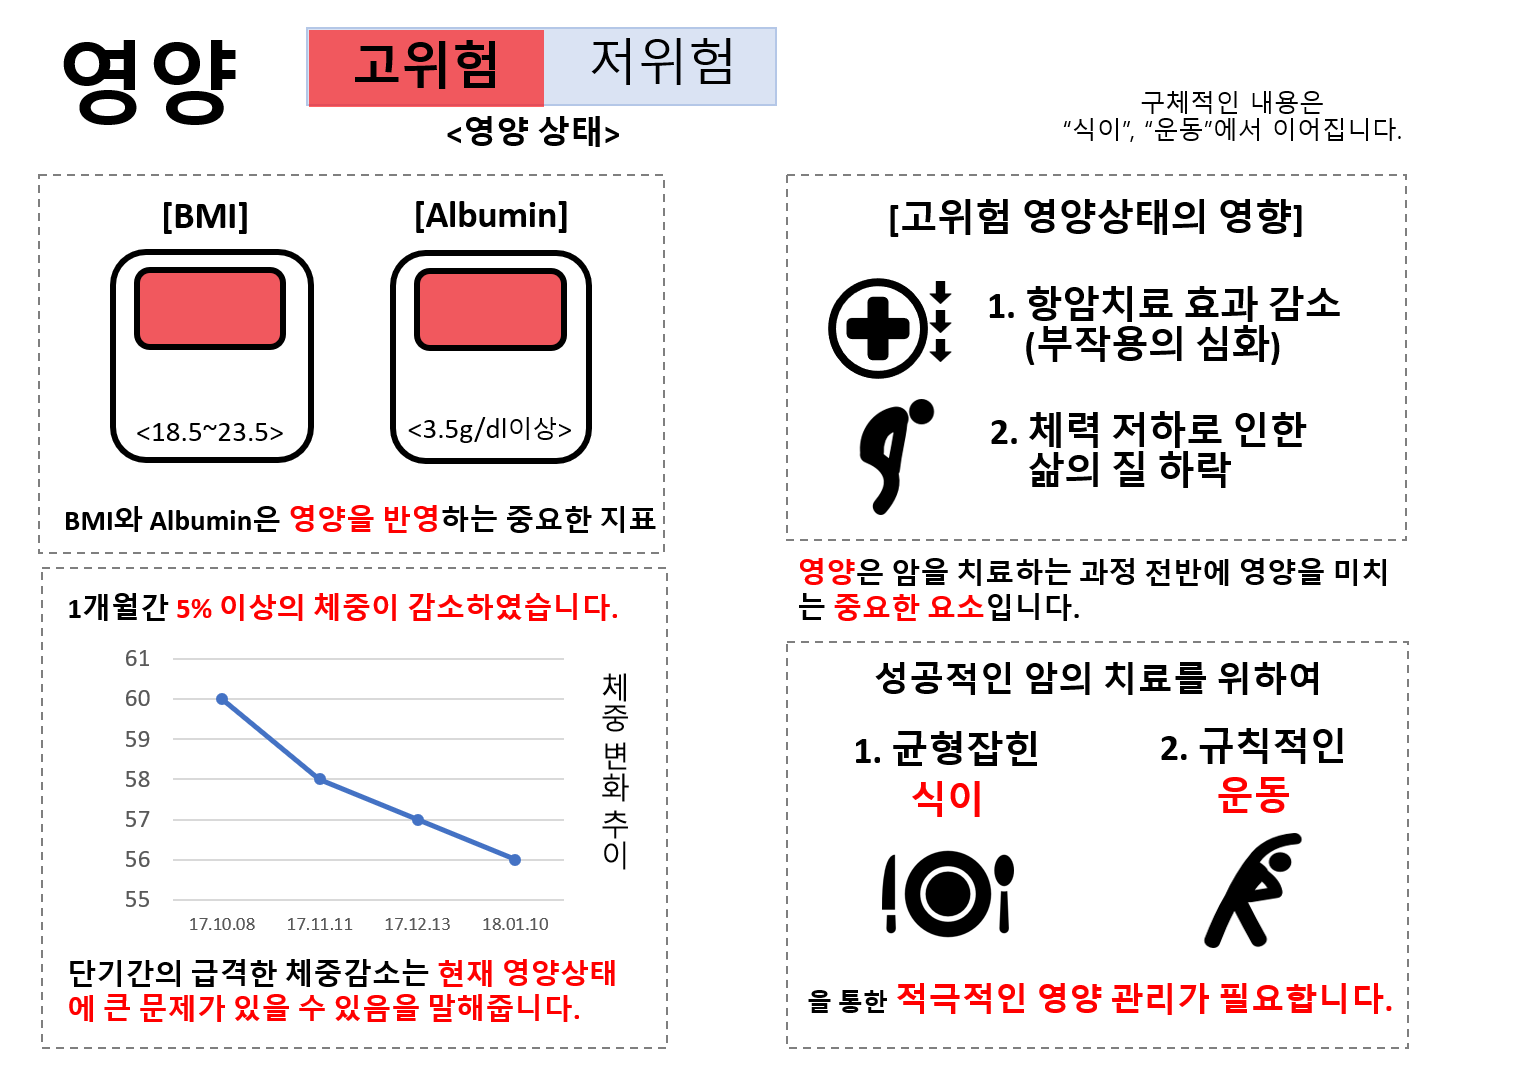 영양
고위험
저위험
<영양 상태>
구체적인 내용은
“식이”, “운동”에서 이어집니다.
[BMI]
[Albumin]
<18.5~23.5>
<3.5g/dl이상>
BMI와 Albumin은 영양을 반영하는 중요한 지표
1개월간 5% 이상의 체중이 감소하였습니다.
61
60
59
58
57
56
55
17.10.08
17.11.11
17.12.13
18.01.10
체중 변화 추이
단기간의 급격한 체중감소는 현재 영양상태
에 큰 문제가 있을 수 있음을 말해줍니다.
[고위험 영양상태의 영향]
1. 항암치료 효과 감소
(부작용의 심화)
2. 체력 저하로 인한
삶의 질 하락
영양은 암을 치료하는 과정 전반에 영양을 미치
는 중요한 요소입니다.
성공적인 암의 치료를 위하여
1. 균형잡힌
식이
2. 규칙적인
운동
을 통한 적극적인 영양 관리가 필요합니다.